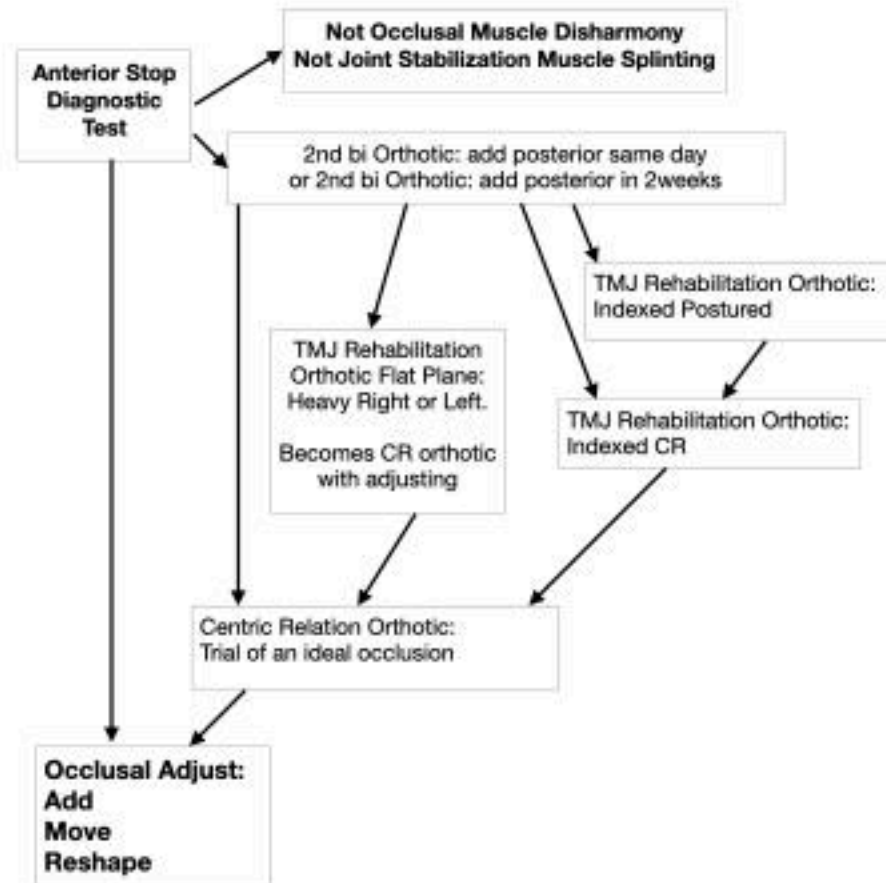 Not Occlusal Muscle Disharmony
Not Joint Stabilization Muscle Splinting
Anterior Stop
Diagnostic
Test
2nd bi Orthotic: add posterior same day
or 2nd bi Orthotic: add posterior in 2weeks
TMJ Rehabilitation Orthotic:
Indexed Postured
TMJ Rehabilitation
Orthotic Flat Plane:
Heavy Right or Left.
Becomes CR orthotic
with adjusting
TMJ Rehabilitation Orthotic:
Indexed CR
Centric Relation Orthotic:
Trial of an ideal occlusion
Occlusal Adjust:
Add
Move
Reshape